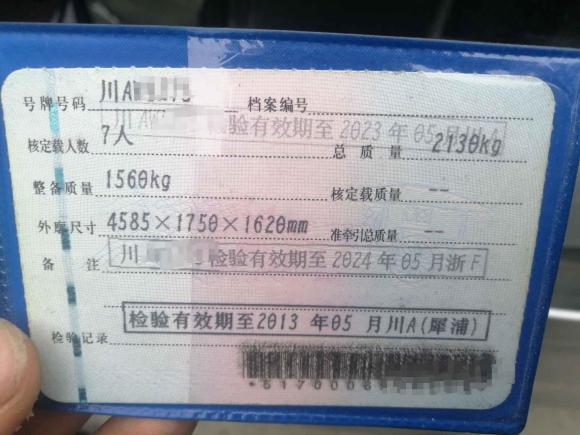 号牌号码 川A
档案编号
川 检验有效期至2023年05月川A
核定载人数 7人 总质量 2130kg
整备质量 1560kg 核定载质量 --
外廓尺寸 4585×1750×1620mm 准牵引总质量 --
备注 川 检验有效期至2024年05月浙F
检验有效期至2013年05月川A(犀浦)
检验记录